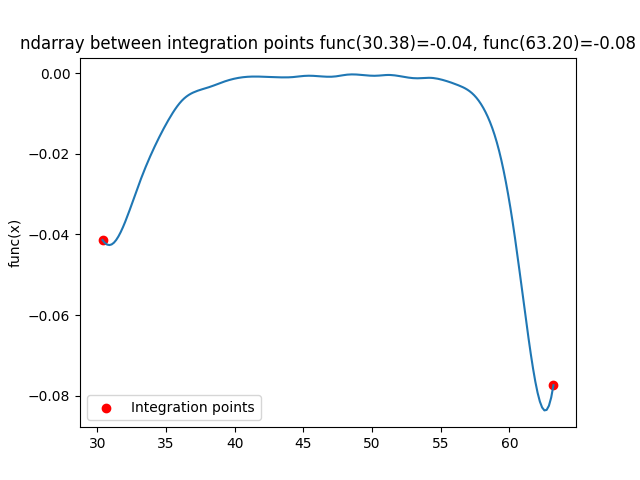 ndarray between integration points func(30.38)=-0.04, func(63.20)=-0.08
0.00
−0.02
−0.04
−0.06
−0.08
func(x)
Integration points
30 35 40 45 50 55 60